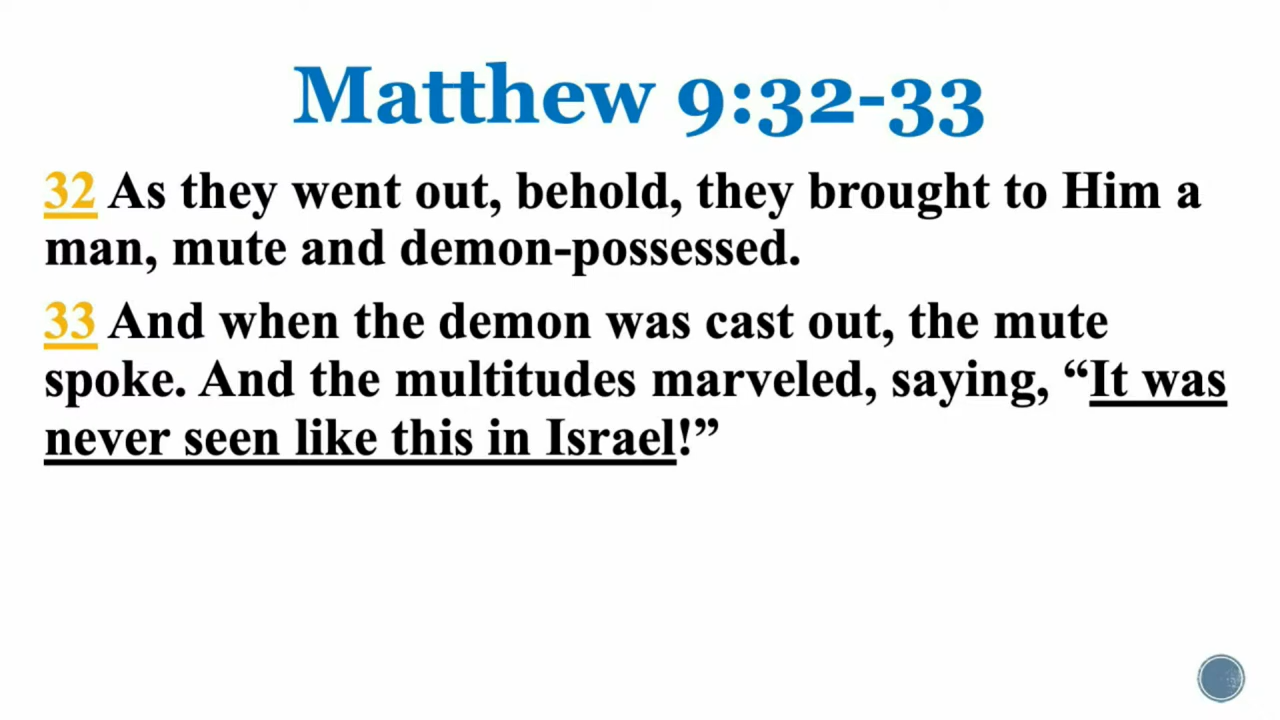 Matthew 9:32-33
32 As they went out, behold, they brought to Him a
man, mute and demon-possessed.
33 And when the demon was cast out, the mute
spoke. And the multitudes marveled, saying, “It was
never seen like this in Israel!”